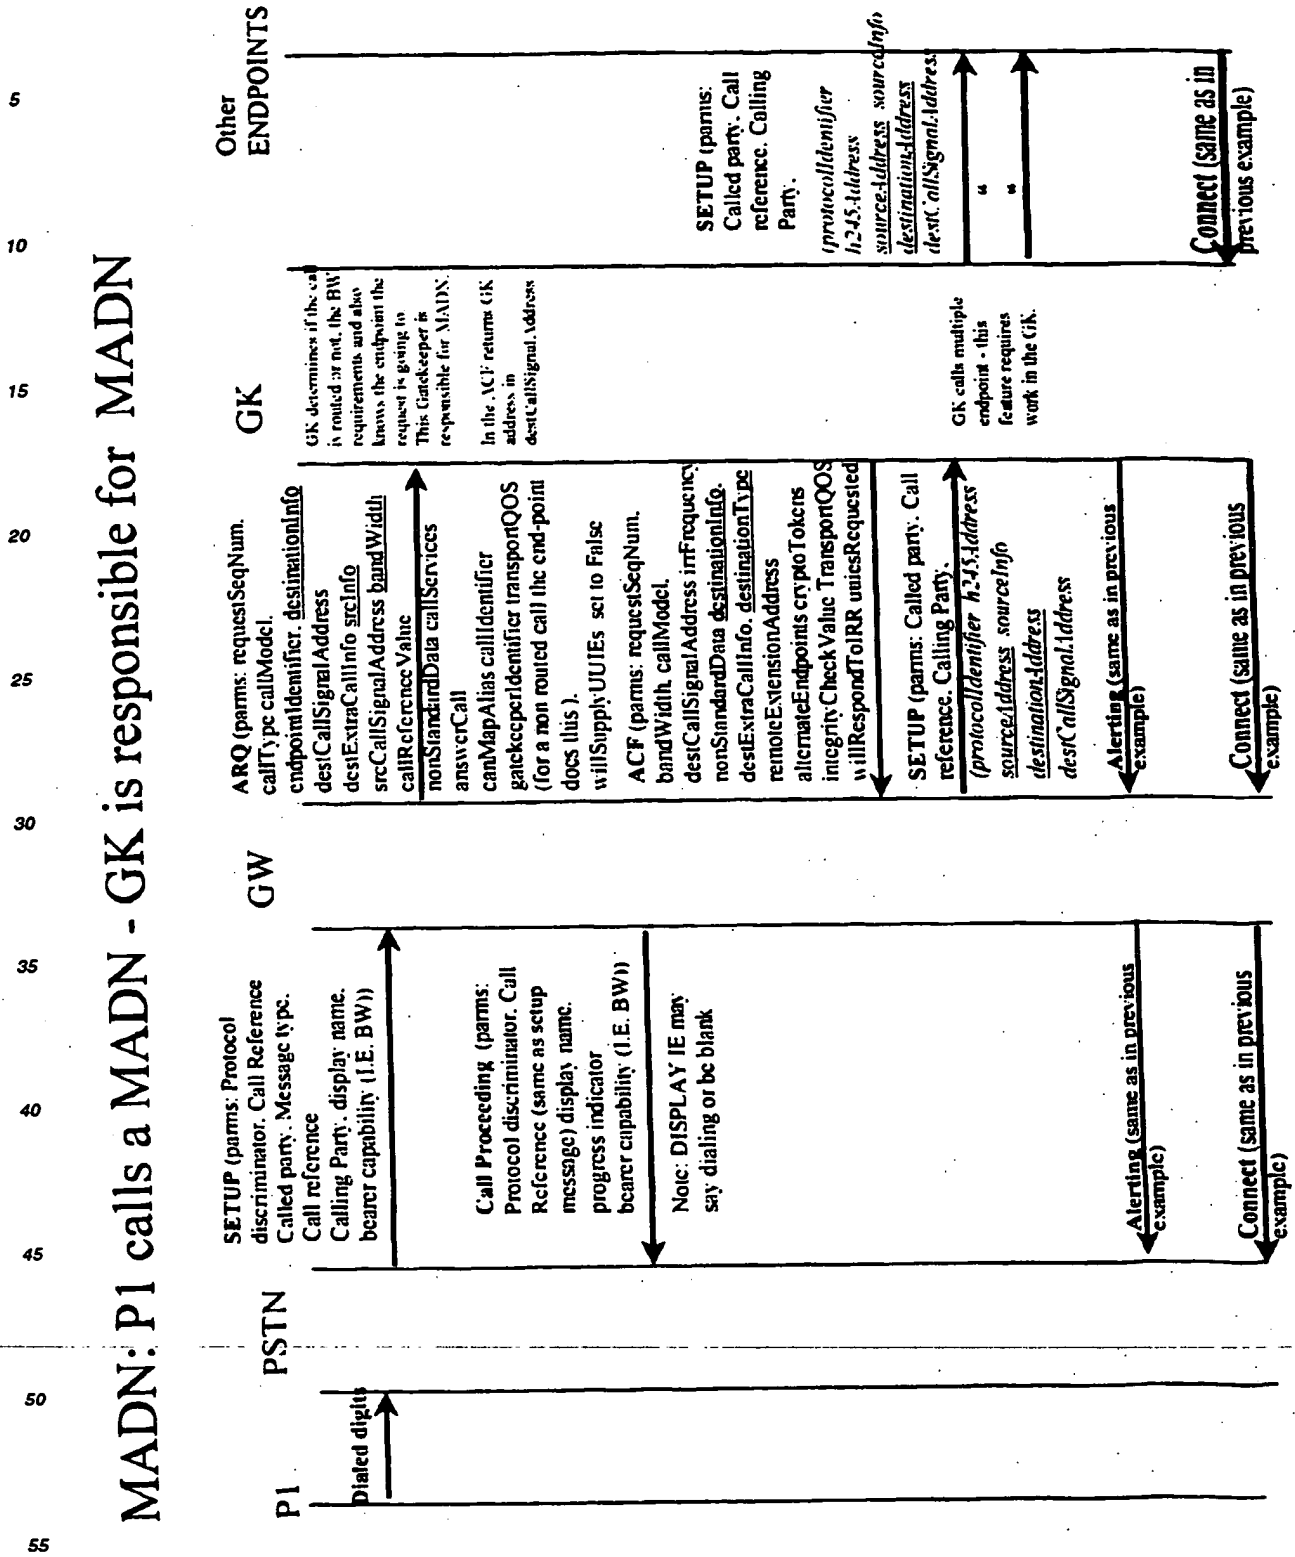 5
10
15
20
25
30
35
40
45
50
55
MADN: P1 calls a MADN - GK is responsible for MADN
P1
PSTN
GW
GK
Other
ENDPOINTS
Dialed digits
SETUP (parms: Protocol
discriminator. Call Reference
Called party. Message type.
Call reference
Calling Party. display name.
bearer capability (I.E. BW))
Call Proceeding (parms:
Protocol discriminator. Call
Reference (same as setup
message) display name.
progress indicator
bearer capability (I.E. BW))
Note: DISPLAY IE may
say dialing or be blank
Alerting (same as in previous
example)
Connect (same as in previous
example)
ARQ (parms: requestSeqNum.
callType callModel.
endpointIdentifier. destinationInfo
destCallSignalAddress
destExtraCallInfo srcInfo
srcCallSignalAddress bandWidth
callReferenceValue
nonStandardData callServices
answerCall
canMapAlias callIdentifier
gatekeeperIdentifier transportQOS
(for a non routed call the end-point
does this ).
willSupplyUUIEs set to False
ACF (parms: requestSeqNum.
bandWidth. callModel.
destCallSignalAddress irrFrequency
nonStandardData destinationInfo.
destExtraCallInfo. destinationType
remoteExtensionAddress
alternateEndpoints cryptoTokens
integrityCheckValue TransportQOS
willRespondToIRR uuiesRequested
SETUP (parms: Called party. Call
reference. Calling Party.
(protocolIdentifier h245Address
sourceAddress sourceInfo
destinationAddress
destCallSignalAddress
Alerting (same as in previous
example)
Connect (same as in previous
example)
GK determines if the cal
is routed or not, the BW
requirements and also
knows the endpoint the
request is going to
This Gatekeeper is
responsible for MADN.
In the ACF returns GK
address in
destCallSignalAddress
GK calls multiple
endpoint - this
feature requires
work in the GK.
SETUP (parms:
Called party. Call
reference. Calling
Party.
(protocolIdentifier
h245Address
sourceAddress sourceInfo
destinationAddress
destCallSignalAddress
" "
Connect (same as in
previous example)